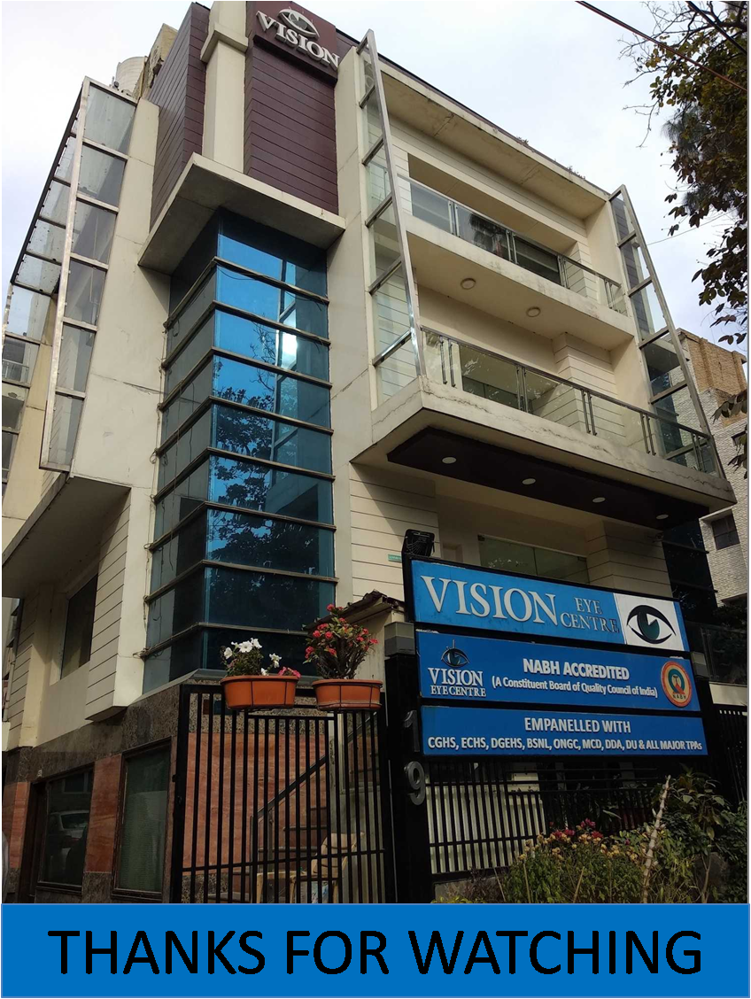 VISION
VISION EYE CENTRE
VISION
EYE CENTRE
NABH ACCREDITED
(A Constituent Board of Quality Council of India)
NABH
EMPANELLED WITH
CGHS, ECHS, DGEHS, BSNL, ONGC, MCD, DDA, DU & ALL MAJOR TPAs
19
THANKS FOR WATCHING